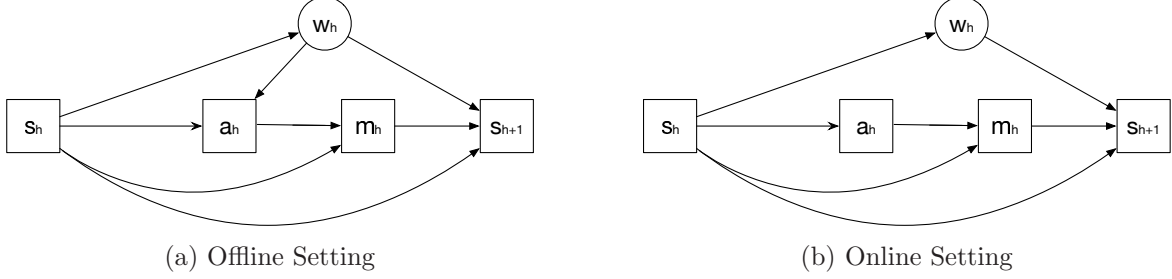 wₕ
sₕ aₕ mₕ sₕ₊₁
(a) Offline Setting
wₕ
sₕ aₕ mₕ sₕ₊₁
(b) Online Setting